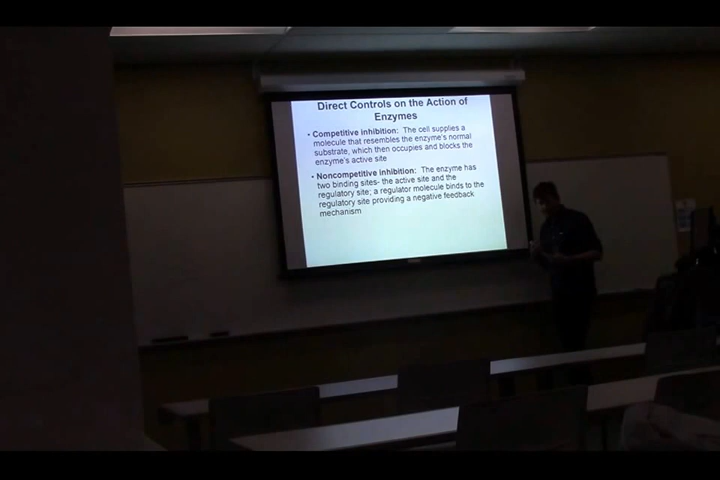 Direct Controls on the Action of
Enzymes
• Competitive inhibition: The cell supplies a
molecule that resembles the enzyme's normal
substrate, which then occupies and blocks the
enzyme's active site
• Noncompetitive inhibition: The enzyme has
two binding sites- the active site and the
regulatory site; a regulator molecule binds to the
regulatory site providing a negative feedback
mechanism